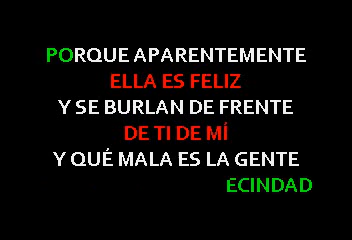 PORQUE APARENTEMENTE
ELLA ES FELIZ
Y SE BURLAN DE FRENTE
DE TI DE MÍ
Y QUÉ MALA ES LA GENTE
ECINDAD